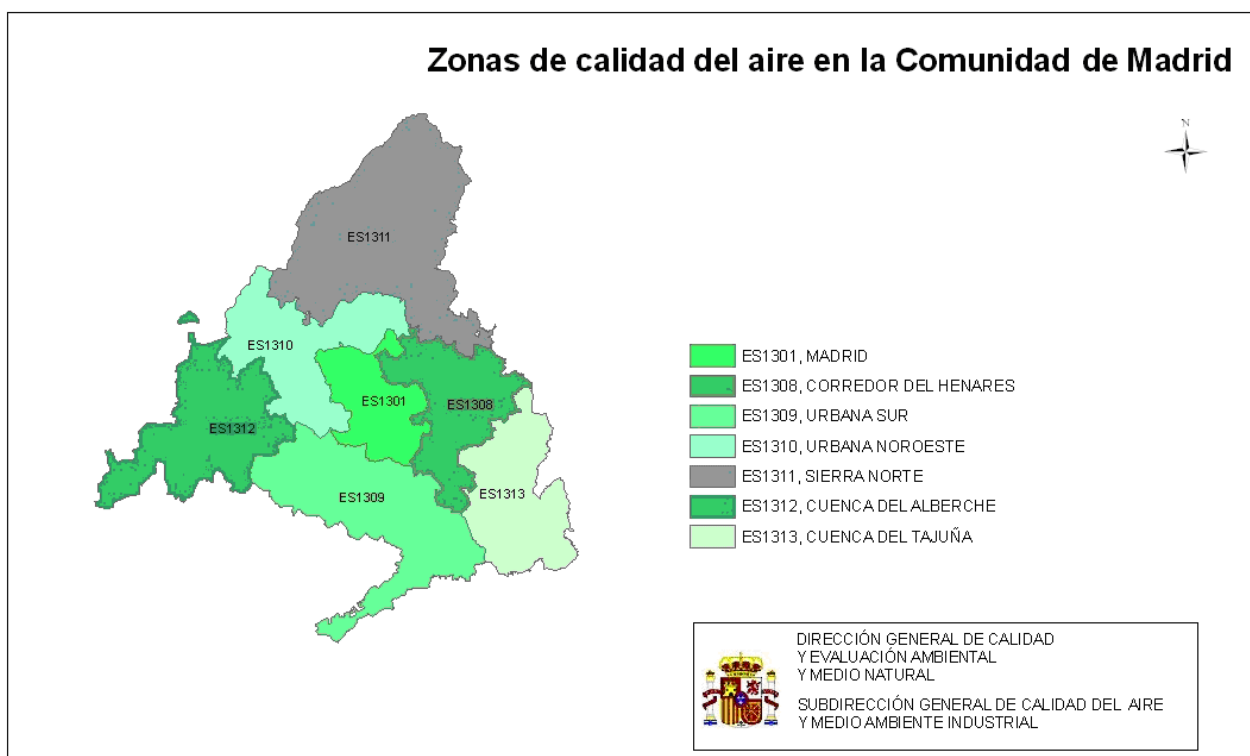 Zonas de calidad del aire en la Comunidad de Madrid
N
ES1311
ES1310
ES1301
ES1308
ES1312
ES1309
ES1313
ES1301, MADRID
ES1308, CORREDOR DEL HENARES
ES1309, URBANA SUR
ES1310, URBANA NOROESTE
ES1311, SIERRA NORTE
ES1312, CUENCA DEL ALBERCHE
ES1313, CUENCA DEL TAJUÑA
DIRECCIÓN GENERAL DE CALIDAD
Y EVALUACIÓN AMBIENTAL
Y MEDIO NATURAL
SUBDIRECCIÓN GENERAL DE CALIDAD DEL AIRE
Y MEDIO AMBIENTE INDUSTRIAL